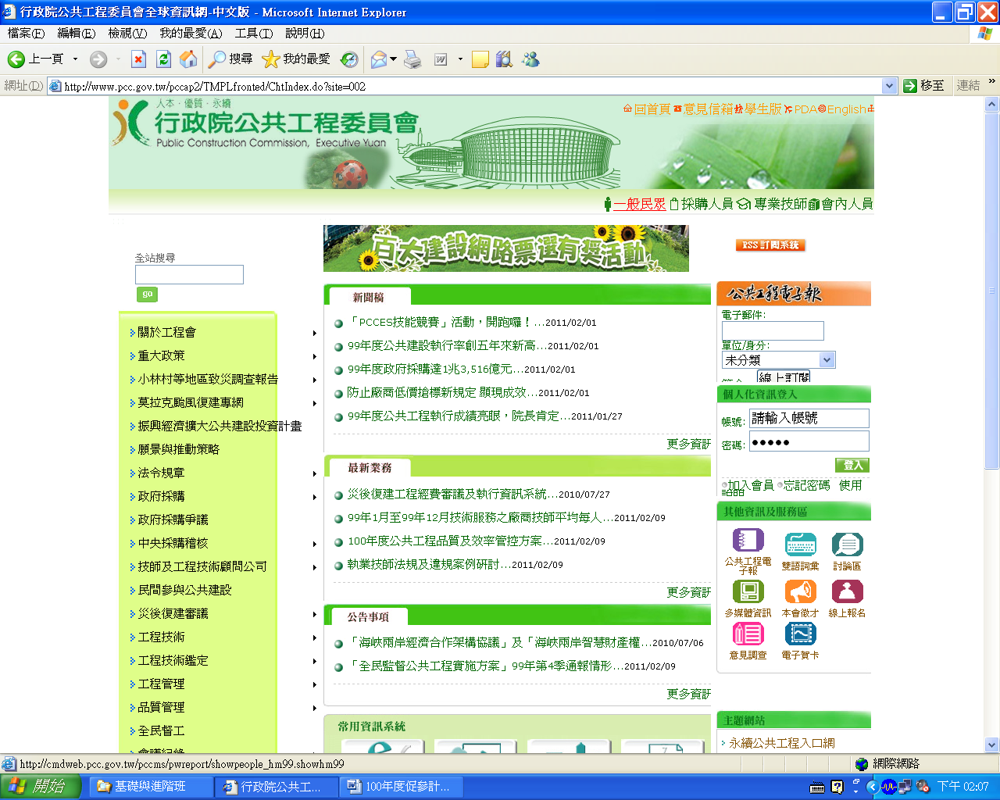 行政院公共工程委員會全球資訊網-中文版 - Microsoft Internet Explorer
檔案(F) 編輯(E) 檢視(V) 我的最愛(A) 工具(T) 說明(H)
上一頁 搜尋 我的最愛
網址(D) http://www.pcc.gov.tw/pccap2/TMPLfronted/ChtIndex.do?site=002 移至 連結
人本·優質·永續
行政院公共工程委員會
Public Construction Commission, Executive Yuan
回首頁 意見信箱 學生版 PDA English
一般民眾 採購人員 專業技師 會內人員
全站搜尋
go
關於工程會
重大政策
小林村等地區致災調查報告
莫拉克颱風復建專網
振興經濟擴大公共建設投資計畫
願景與推動策略
法令規章
政府採購
政府採購爭議
中央採購稽核
技師及工程技術顧問公司
民間參與公共建設
災後復建審議
工程技術
工程技術鑑定
工程管理
品質管理
全民督工
會議紀錄
百大建設網路票選有獎活動
新聞稿
「PCCES技能競賽」活動，開跑囉！...2011/02/01
99年度公共建設執行率創五年來新高...2011/02/01
99年度政府採購達1兆3,516億元...2011/02/01
防止廠商低價搶標新規定 顯現成效...2011/02/01
99年度公共工程執行成績亮眼，院長肯定...2011/01/27
更多資訊
最新業務
災後復建工程經費審議及執行資訊系統...2010/07/27
99年1月至99年12月技術服務之廠商技師平均每人...2011/02/09
100年度公共工程品質及效率管控方案...2011/02/09
執業技師法規及違規案例研討...2011/02/09
更多資訊
公告事項
「海峽兩岸經濟合作架構協議」及「海峽兩岸智慧財產權...2010/07/06
「全民監督公共工程實施方案」99年第4季通報情形...2011/02/09
更多資訊
常用資訊系統
RSS訂閱系統
公共工程電子報
電子郵件:
單位/身分:
未分類
線上訂閱
個人化資訊登入
帳號: 請輸入帳號
密碼: ●●●●●
登入
加入會員 忘記密碼 使用
其他資訊及服務區
公共工程電子報 雙語詞彙 討論區
多媒體資訊 本會徵才 線上報名
意見調查 電子賀卡
主題網站
永續公共工程入口網
http://cmdweb.pcc.gov.tw/pccms/pwreport/showpeople_hm99.showhm99 網際網路
開始 基礎與進階班 行政院公共工... 100年度促參計... 下午 02:07